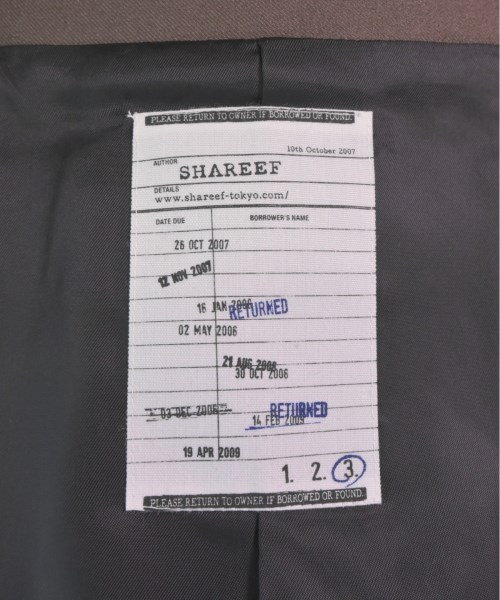 PLEASE RETURN TO OWNER IF BORROWED OR FOUND.
10th October 2007
AUTHOR
SHAREEF
DETAILS
www.shareef-tokyo.com/
DATE DUE BORROWER'S NAME
26 OCT 2007
12 NOV 2007
16 JAN 2006
RETURNED
02 MAY 2006
21 AUG 2008
30 OCT 2006
03 DEC 2006
RETURNED
14 FEB 2009
19 APR 2009
1. 2. 3.
PLEASE RETURN TO OWNER IF BORROWED OR FOUND.